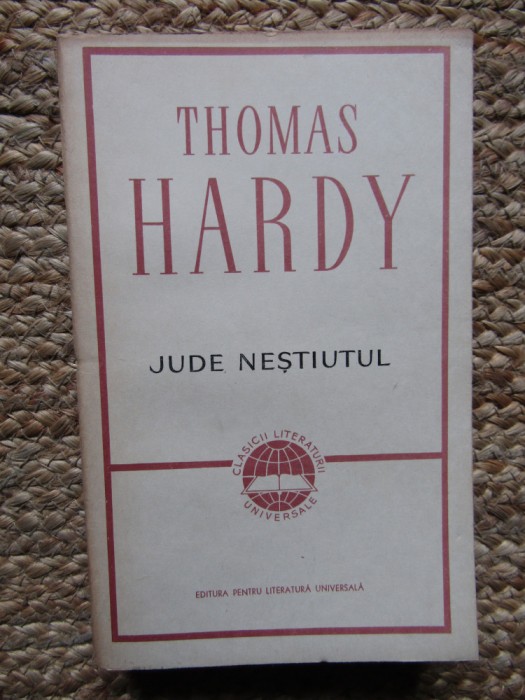 THOMAS
HARDY
JUDE NEȘTIUTUL
CLASICII LITERATURII
UNIVERSALE
EDITURA PENTRU LITERATURĂ UNIVERSALĂ